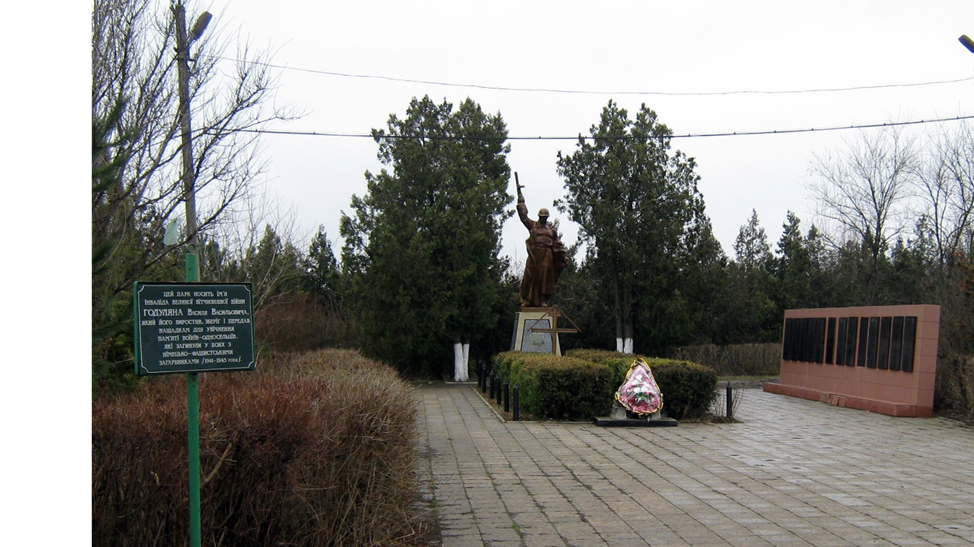 ЦЕЙ ПАРК НОСИТЬ ІМ'Я
ІНВАЛІДА ВЕЛИКОЇ ВІТЧИЗНЯНОЇ ВІЙНИ
ГОДУЛЯНА ВАСИЛЯ ВАСИЛЬОВИЧА,
ЯКИЙ ЙОГО ВИРОСТИВ, ЗБЕРІГ І ПЕРЕДАВ
НАЩАДКАМ ДЛЯ УВІЧНЕННЯ
ПАМ'ЯТІ ВОЇНІВ-ОДНОСЕЛЬЦІВ,
ЯКІ ЗАГИНУЛИ У БОЯХ З
НІМЕЦЬКО-ФАШИСТСЬКИМИ
ЗАГАРБНИКАМИ (1941-1945 РОКИ).